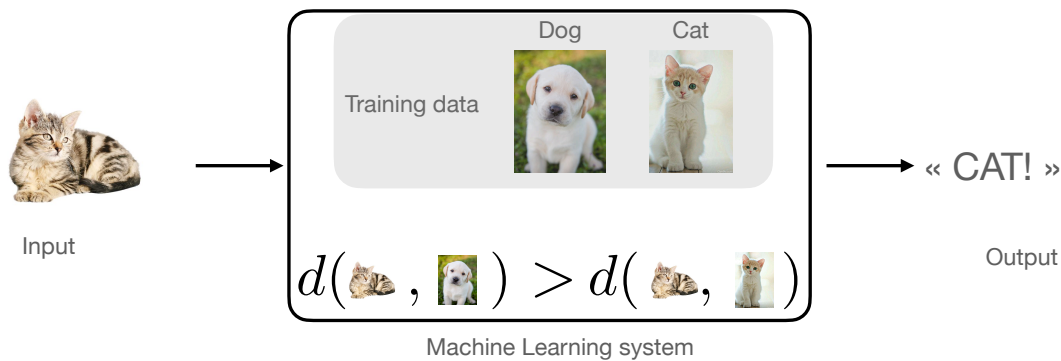 Dog Cat
Training data
« CAT! »
Input
Output
d( , ) > d( , )
Machine Learning system